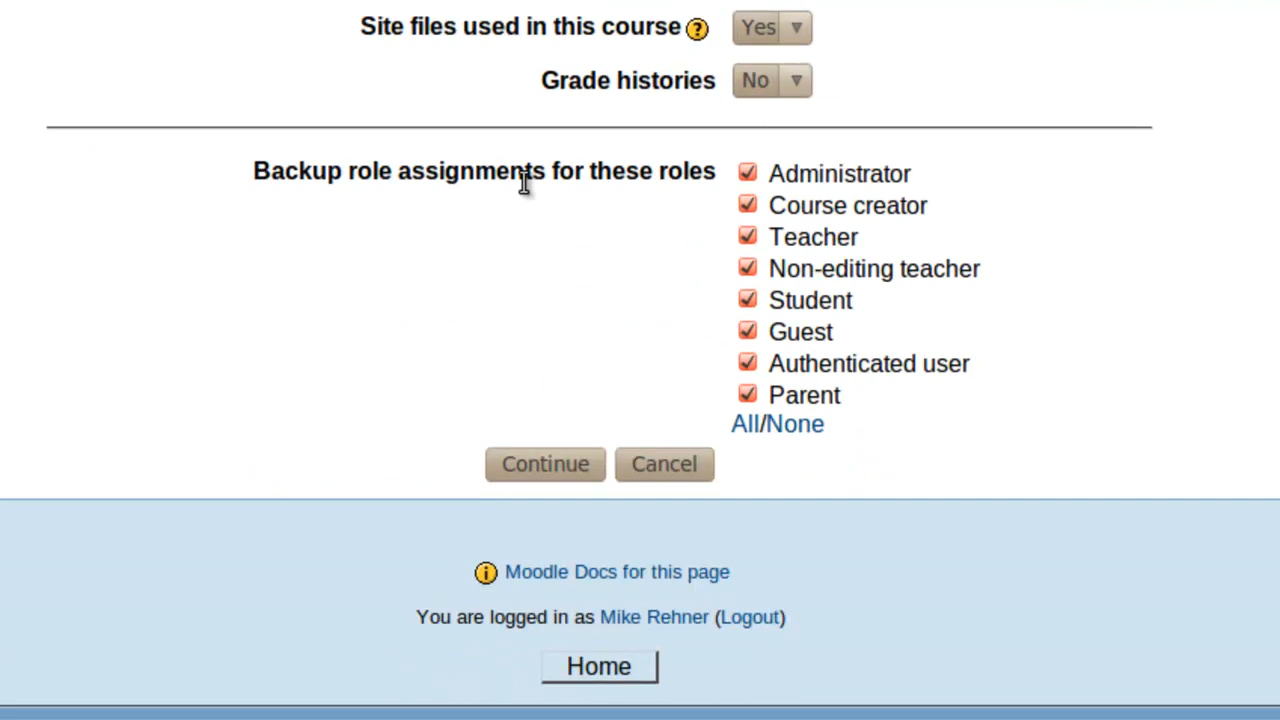 Site files used in this course ? Yes
Grade histories No
Backup role assignments for these roles Administrator
Course creator
Teacher
Non-editing teacher
Student
Guest
Authenticated user
Parent
All/None
Continue Cancel
i Moodle Docs for this page
You are logged in as Mike Rehner (Logout)
Home